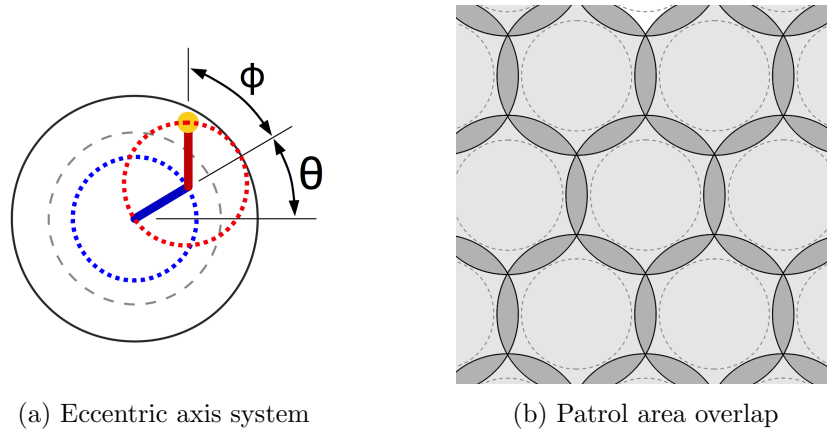 ϕ
θ
(a) Eccentric axis system
(b) Patrol area overlap